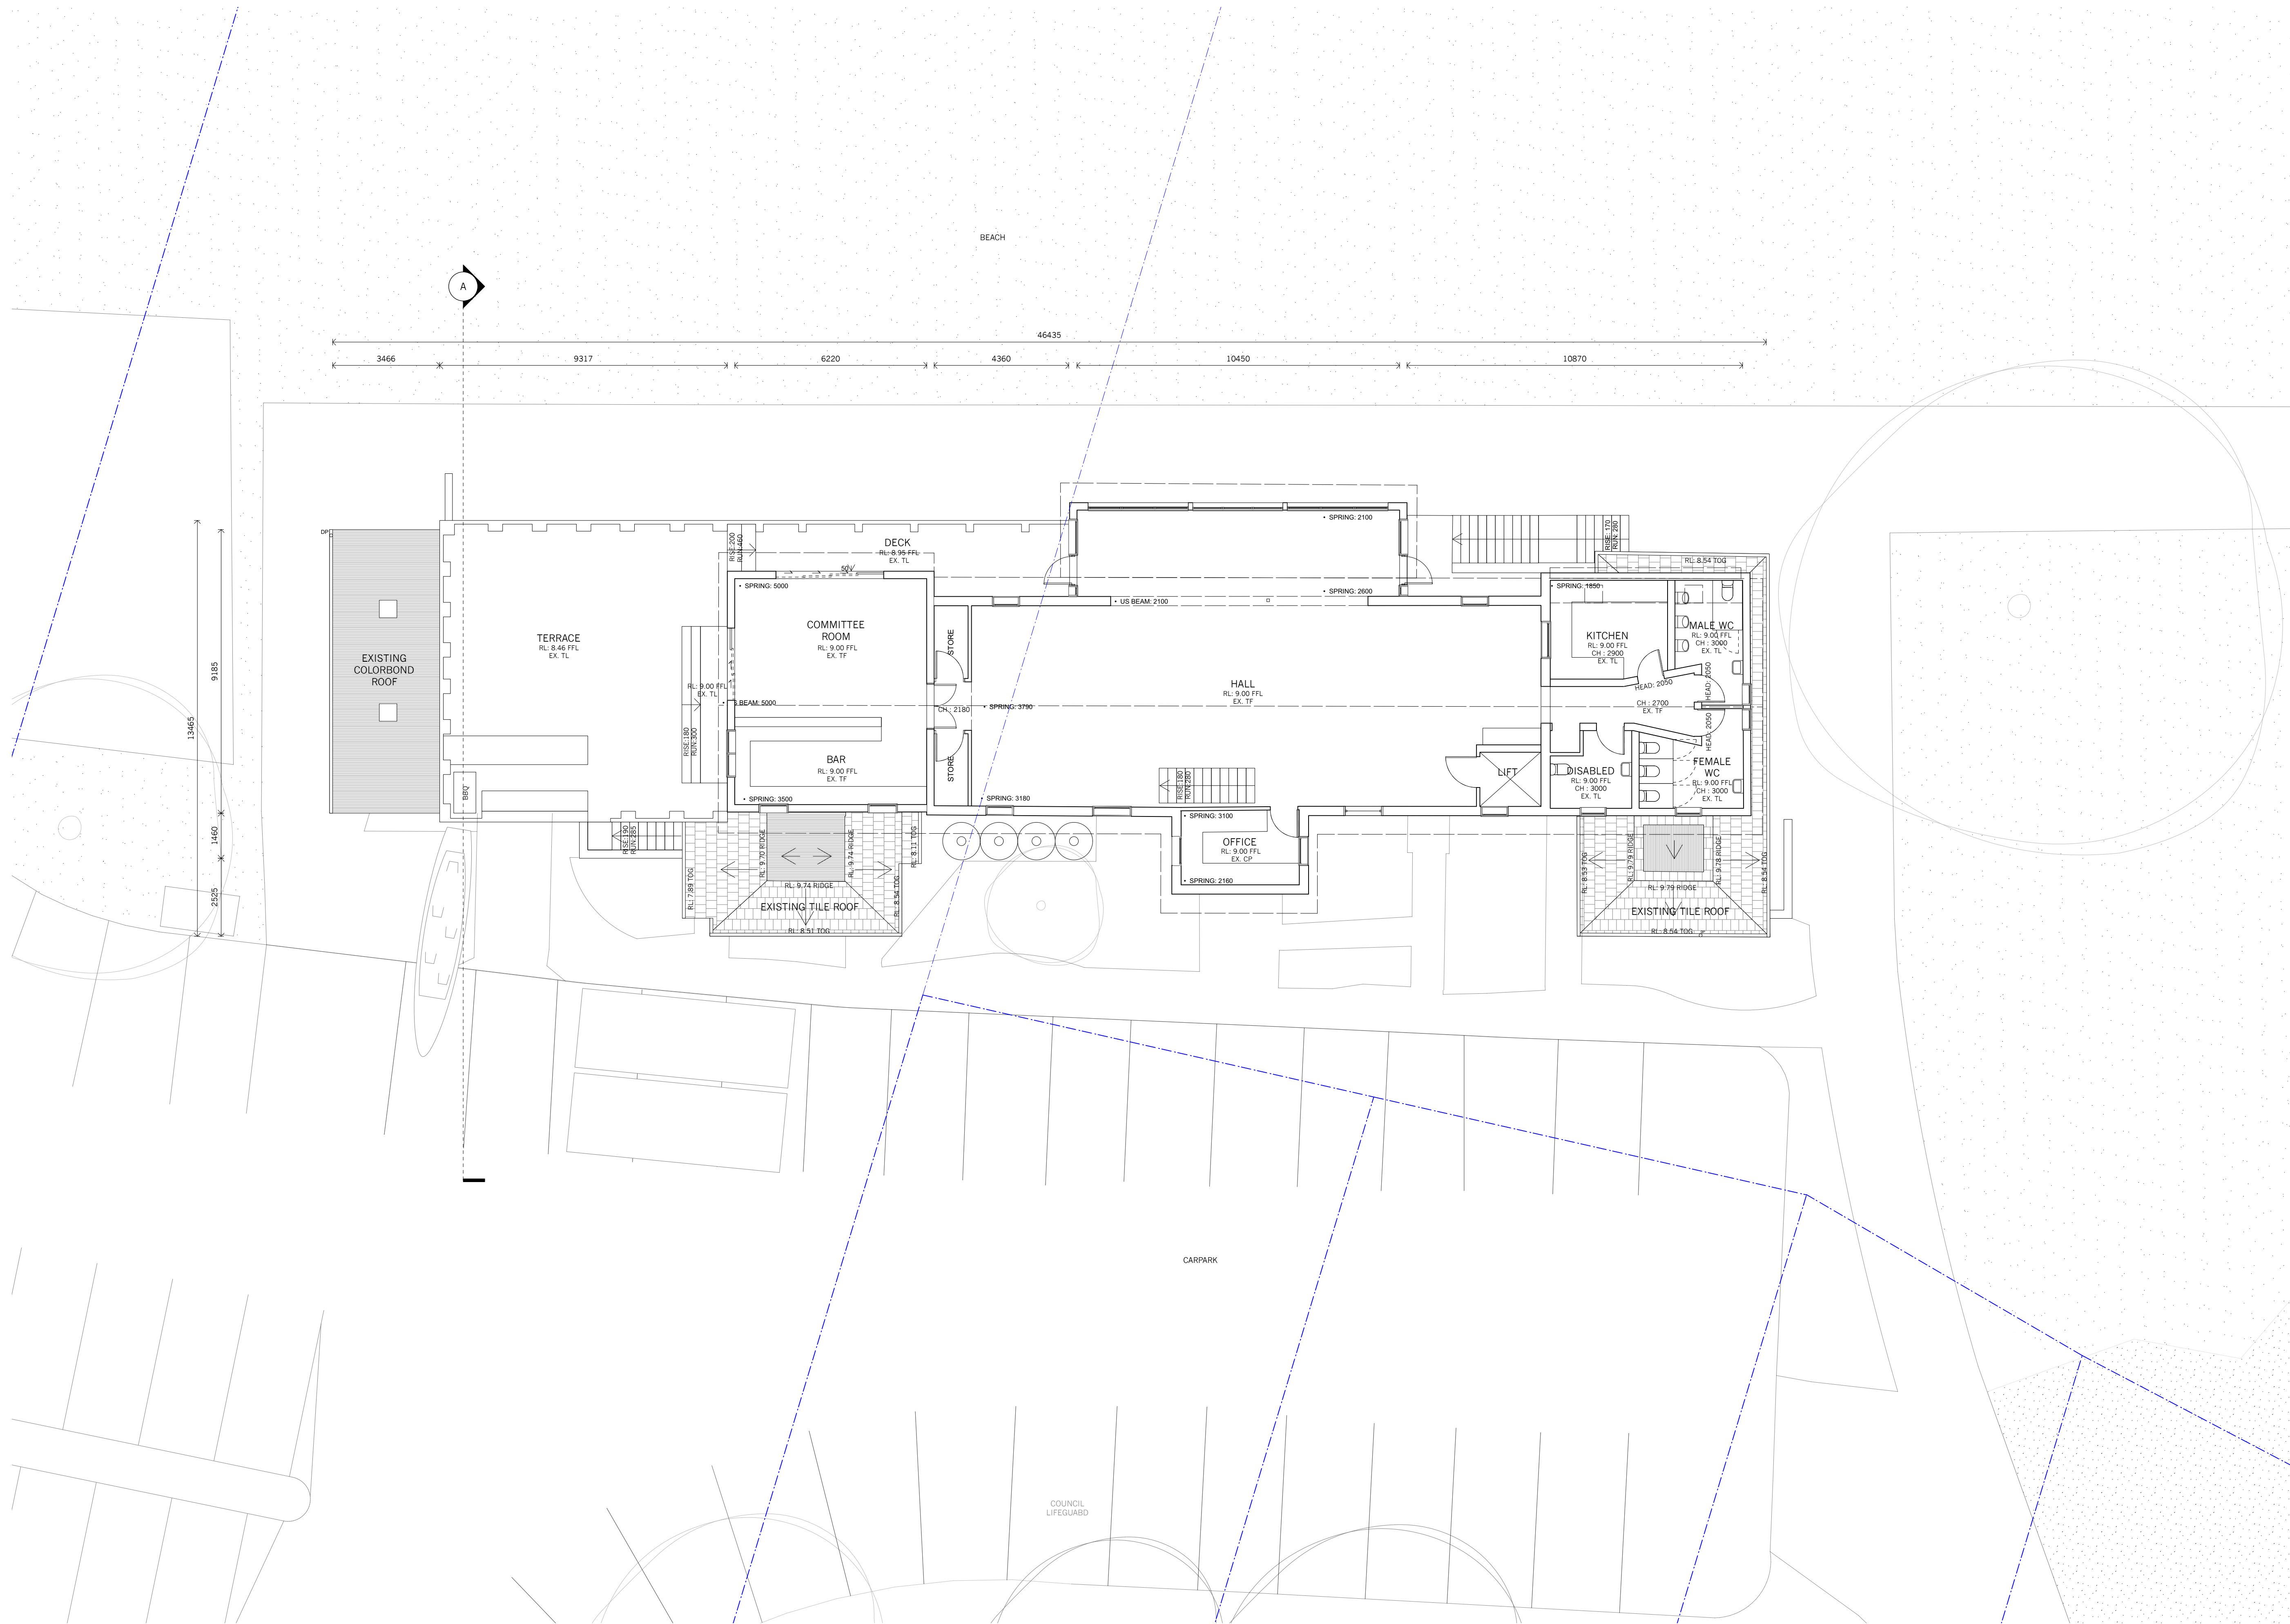 BEACH
A
46435
3466
9317
6220
4360
10450
10870
13465
9185
1460
2525
DP
EXISTING
COLORBOND
ROOF
TERRACE
RL: 8.46 FFL
EX. TL
BBQ
RISE:200
RUN:460
DECK
RL: 8.95 FFL
EX. TL
50
SPRING: 5000
COMMITTEE
ROOM
RL: 9.00 FFL
EX. TF
RL: 9.00 FFL
EX. TL
BEAM: 5000
RISE:180
RUN:300
BAR
RL: 9.00 FFL
EX. TF
SPRING: 3500
STORE
CH : 2180
STORE
SPRING: 3790
SPRING: 3180
US BEAM: 2100
SPRING: 2100
SPRING: 2600
HALL
RL: 9.00 FFL
EX. TF
RISE:180
RUN:280
LIFT
SPRING: 3100
OFFICE
RL: 9.00 FFL
EX. CP
SPRING: 2160
RISE: 170
RUN: 280
RL: 8.54 TOG
SPRING: 1850
KITCHEN
RL: 9.00 FFL
CH : 2900
EX. TL
MALE WC
RL: 9.00 FFL
CH : 3000
EX. TL
HEAD: 2050
HEAD: 2050
CH : 2700
EX. TF
HEAD: 2050
DISABLED
RL: 9.00 FFL
CH : 3000
EX. TL
FEMALE
WC
RL: 9.00 FFL
CH : 3000
EX. TL
RISE:190
RUN:285
RL: 7.89 TOG
RL: 9.70 RIDGE
RL: 9.74 RIDGE
RL: 8.11 TOG
RL: 9.74 RIDGE
RL: 8.54 TOG
EXISTING TILE ROOF
RL: 8.51 TOG
RL: 8.53 TOG
RL: 9.79 RIDGE
RL: 9.78 RIDGE
RL: 8.54 TOG
RL: 9.79 RIDGE
EXISTING TILE ROOF
RL: 8.54 TOG
CARPARK
COUNCIL
LIFEGUARD